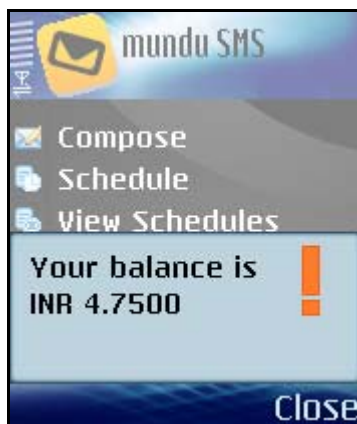 mundu SMS
Compose
Schedule
View Schedules
Your balance is
INR 4.7500
Close